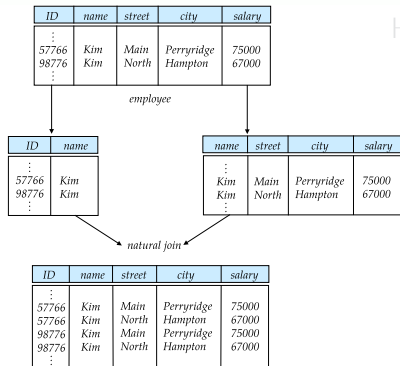 ID name street city salary
⋮
57766 Kim Main Perryridge 75000
98776 Kim North Hampton 67000
⋮
employee
ID name
⋮
57766 Kim
98776 Kim
⋮
name street city salary
⋮
Kim Main Perryridge 75000
Kim North Hampton 67000
⋮
natural join
ID name street city salary
⋮
57766 Kim Main Perryridge 75000
57766 Kim North Hampton 67000
98776 Kim Main Perryridge 75000
98776 Kim North Hampton 67000
⋮